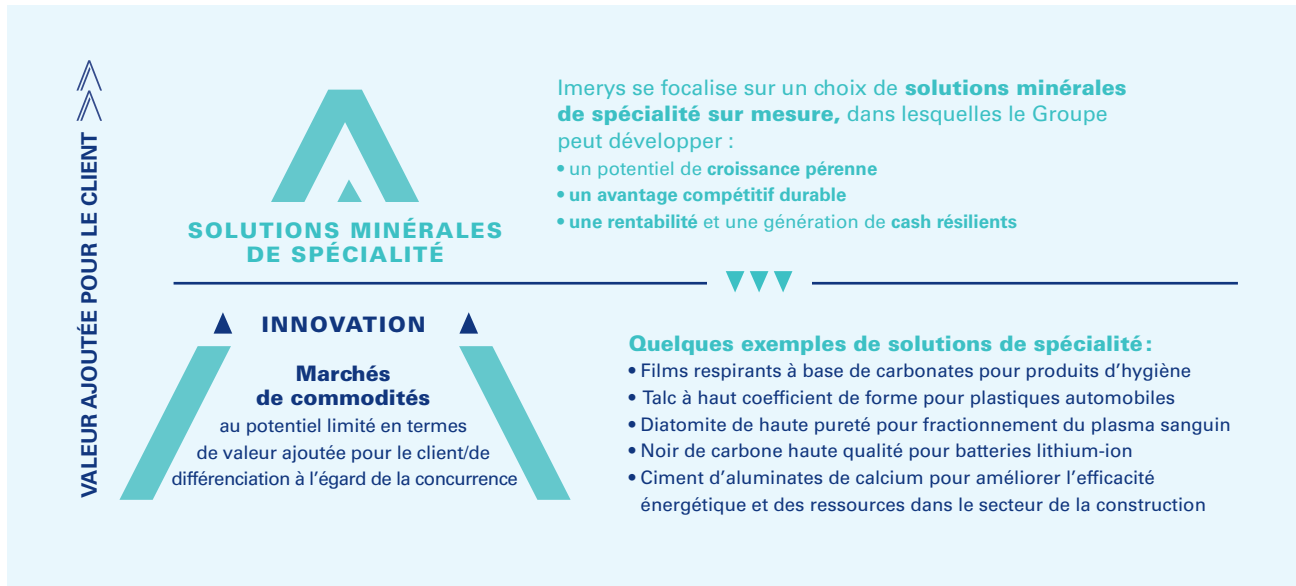 VALEUR AJOUTÉE POUR LE CLIENT
SOLUTIONS MINÉRALES
DE SPÉCIALITÉ
Imerys se focalise sur un choix de solutions minérales
de spécialité sur mesure, dans lesquelles le Groupe
peut développer :
• un potentiel de croissance pérenne
• un avantage compétitif durable
• une rentabilité et une génération de cash résilients
INNOVATION
Marchés
de commodités
au potentiel limité en termes
de valeur ajoutée pour le client/de
différenciation à l’égard de la concurrence
Quelques exemples de solutions de spécialité :
• Films respirants à base de carbonates pour produits d’hygiène
• Talc à haut coefficient de forme pour plastiques automobiles
• Diatomite de haute pureté pour fractionnement du plasma sanguin
• Noir de carbone haute qualité pour batteries lithium-ion
• Ciment d’aluminates de calcium pour améliorer l’efficacité
énergétique et des ressources dans le secteur de la construction